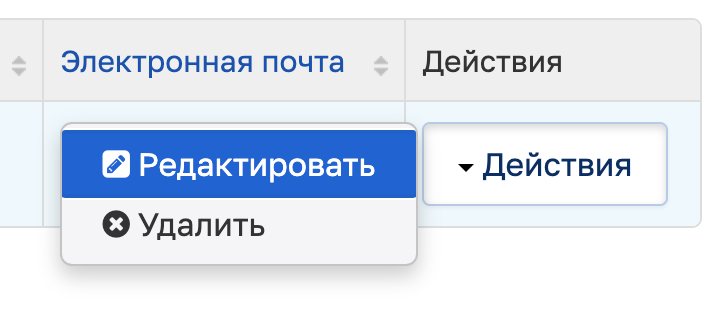 Электронная почта
Действия
Редактировать
Действия
Удалить